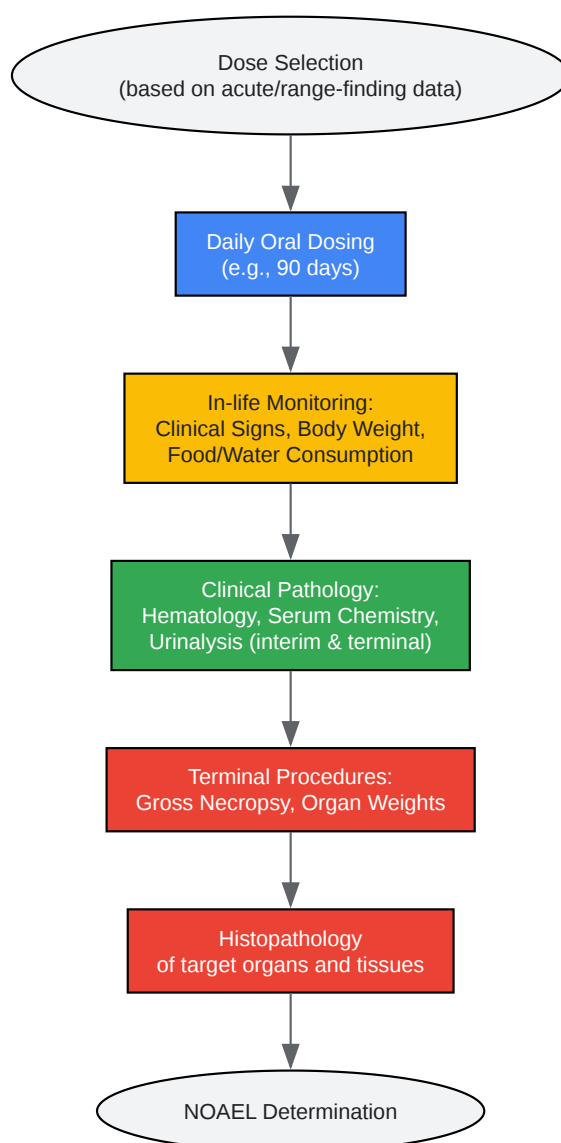 Dose Selection
(based on acute/range-finding data)
Daily Oral Dosing
(e.g., 90 days)
In-life Monitoring:
Clinical Signs, Body Weight,
Food/Water Consumption
Clinical Pathology:
Hematology, Serum Chemistry,
Urinalysis (interim & terminal)
Terminal Procedures:
Gross Necropsy, Organ Weights
Histopathology
of target organs and tissues
NOAEL Determination